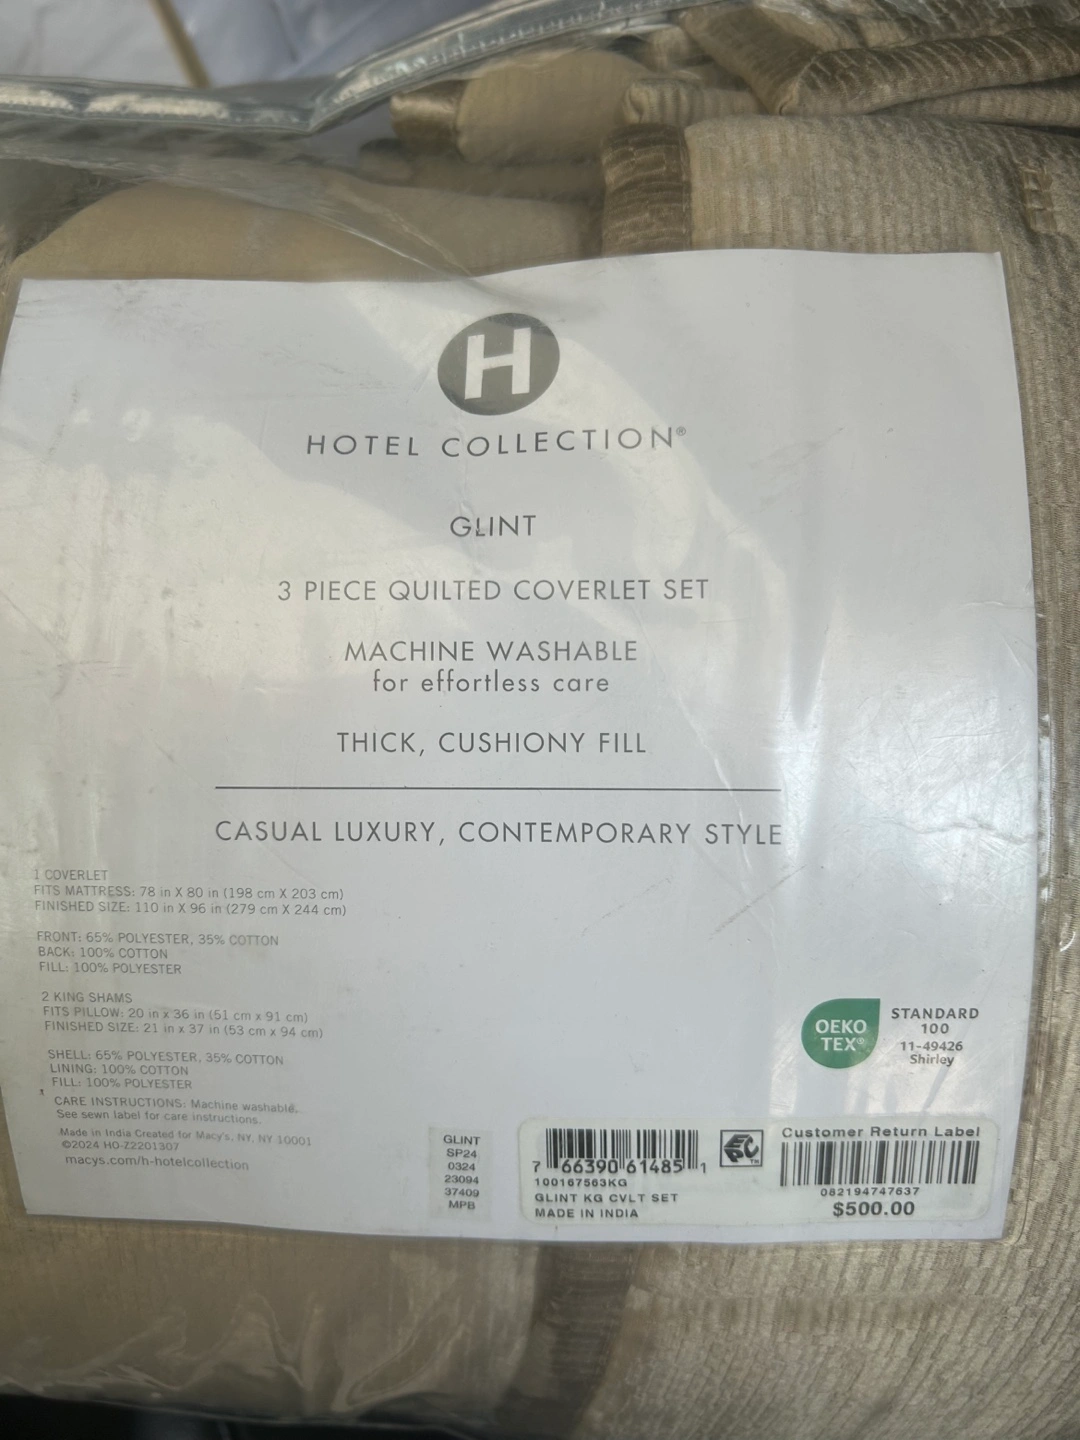 H
HOTEL COLLECTION®
GLINT
3 PIECE QUILTED COVERLET SET
MACHINE WASHABLE
for effortless care
THICK, CUSHIONY FILL
CASUAL LUXURY, CONTEMPORARY STYLE
1 COVERLET
FITS MATTRESS: 78 in X 80 in (198 cm X 203 cm)
FINISHED SIZE: 110 in X 96 in (279 cm X 244 cm)
FRONT: 65% POLYESTER, 35% COTTON
BACK: 100% COTTON
FILL: 100% POLYESTER
2 KING SHAMS
FITS PILLOW: 20 in x 36 in (51 cm x 91 cm)
FINISHED SIZE: 21 in x 37 in (53 cm x 94 cm)
SHELL: 65% POLYESTER, 35% COTTON
LINING: 100% COTTON
FILL: 100% POLYESTER
CARE INSTRUCTIONS: Machine washable.
See sewn label for care instructions.
Made in India Created for Macy's, NY, NY 10001
©2024 HO-Z2201307
macys.com/h-hotelcollection
OEKO
TEX®
STANDARD
100
11-49426
Shirley
GLINT
SP24
0324
23094
37409
MPB
7 66390 61485 1
100167563KG
GLINT KG CVLT SET
MADE IN INDIA
EPC™
Customer Return Label
082194747637
$500.00